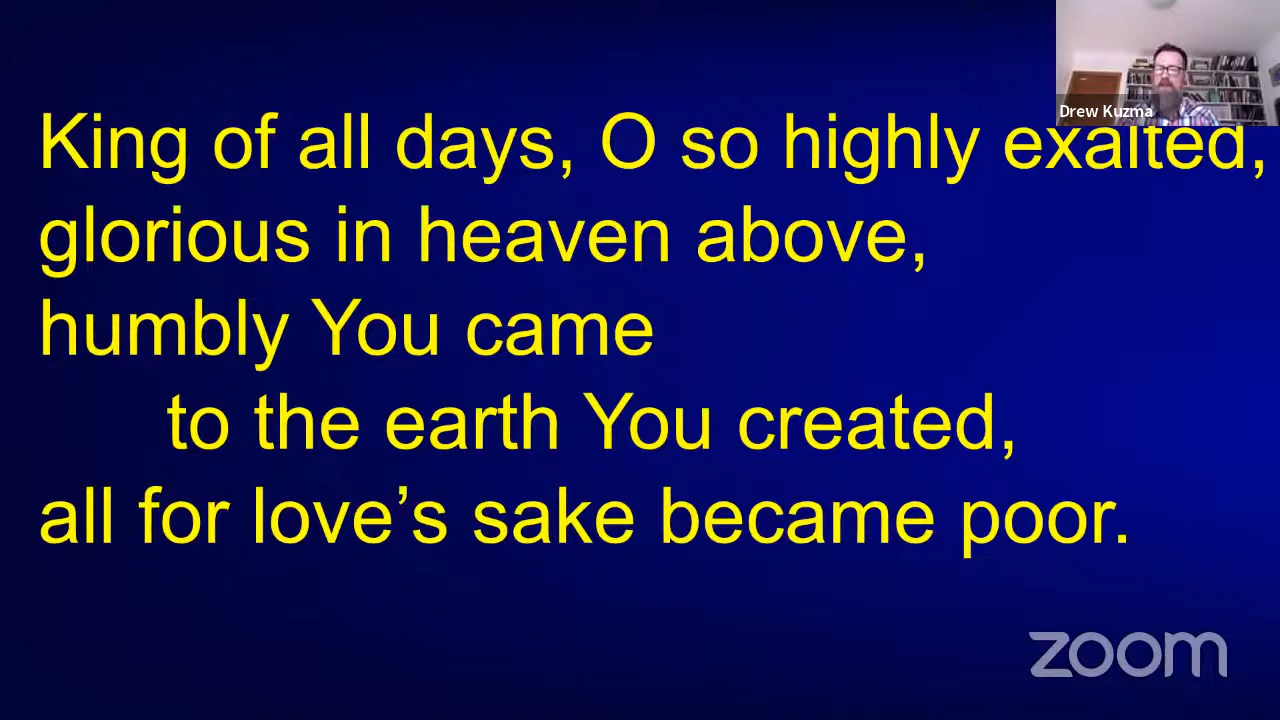 Drew Kuzma
King of all days, O so highly exalted,
glorious in heaven above,
humbly You came
to the earth You created,
all for love’s sake became poor.
zoom